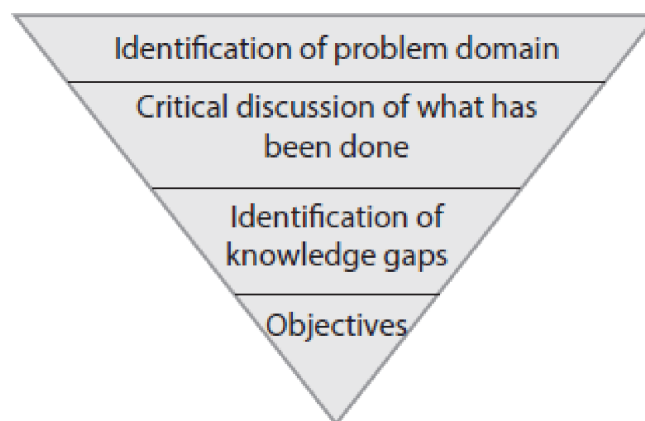 Identification of problem domain
Critical discussion of what has
been done
Identification of
knowledge gaps
Objectives